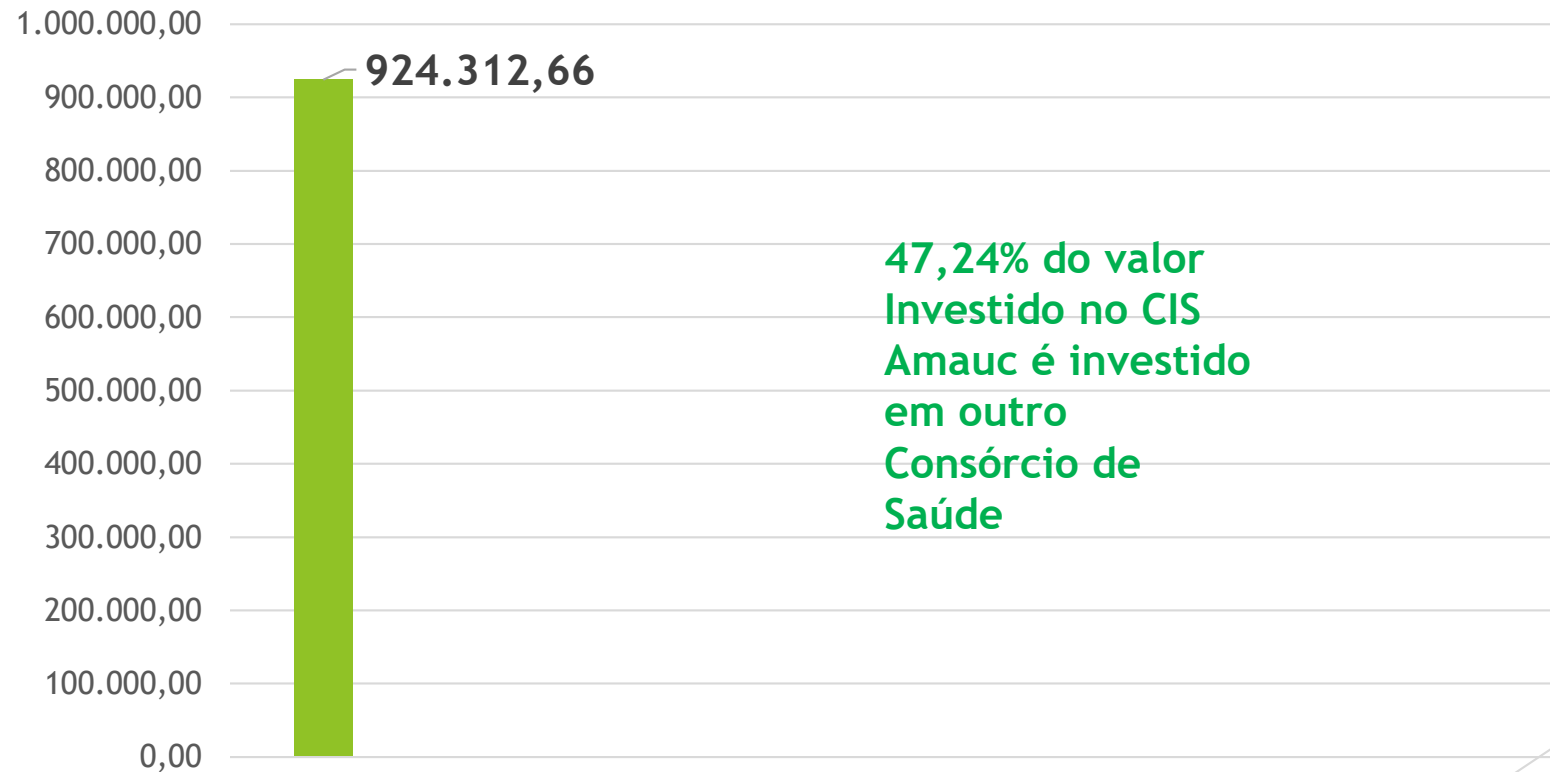 1.000.000,00
924.312,66
900.000,00
800.000,00
700.000,00
600.000,00
500.000,00
400.000,00
300.000,00
200.000,00
100.000,00
0,00
47,24% do valor
Investido no CIS
Amauc é investido
em outro
Consórcio de
Saúde